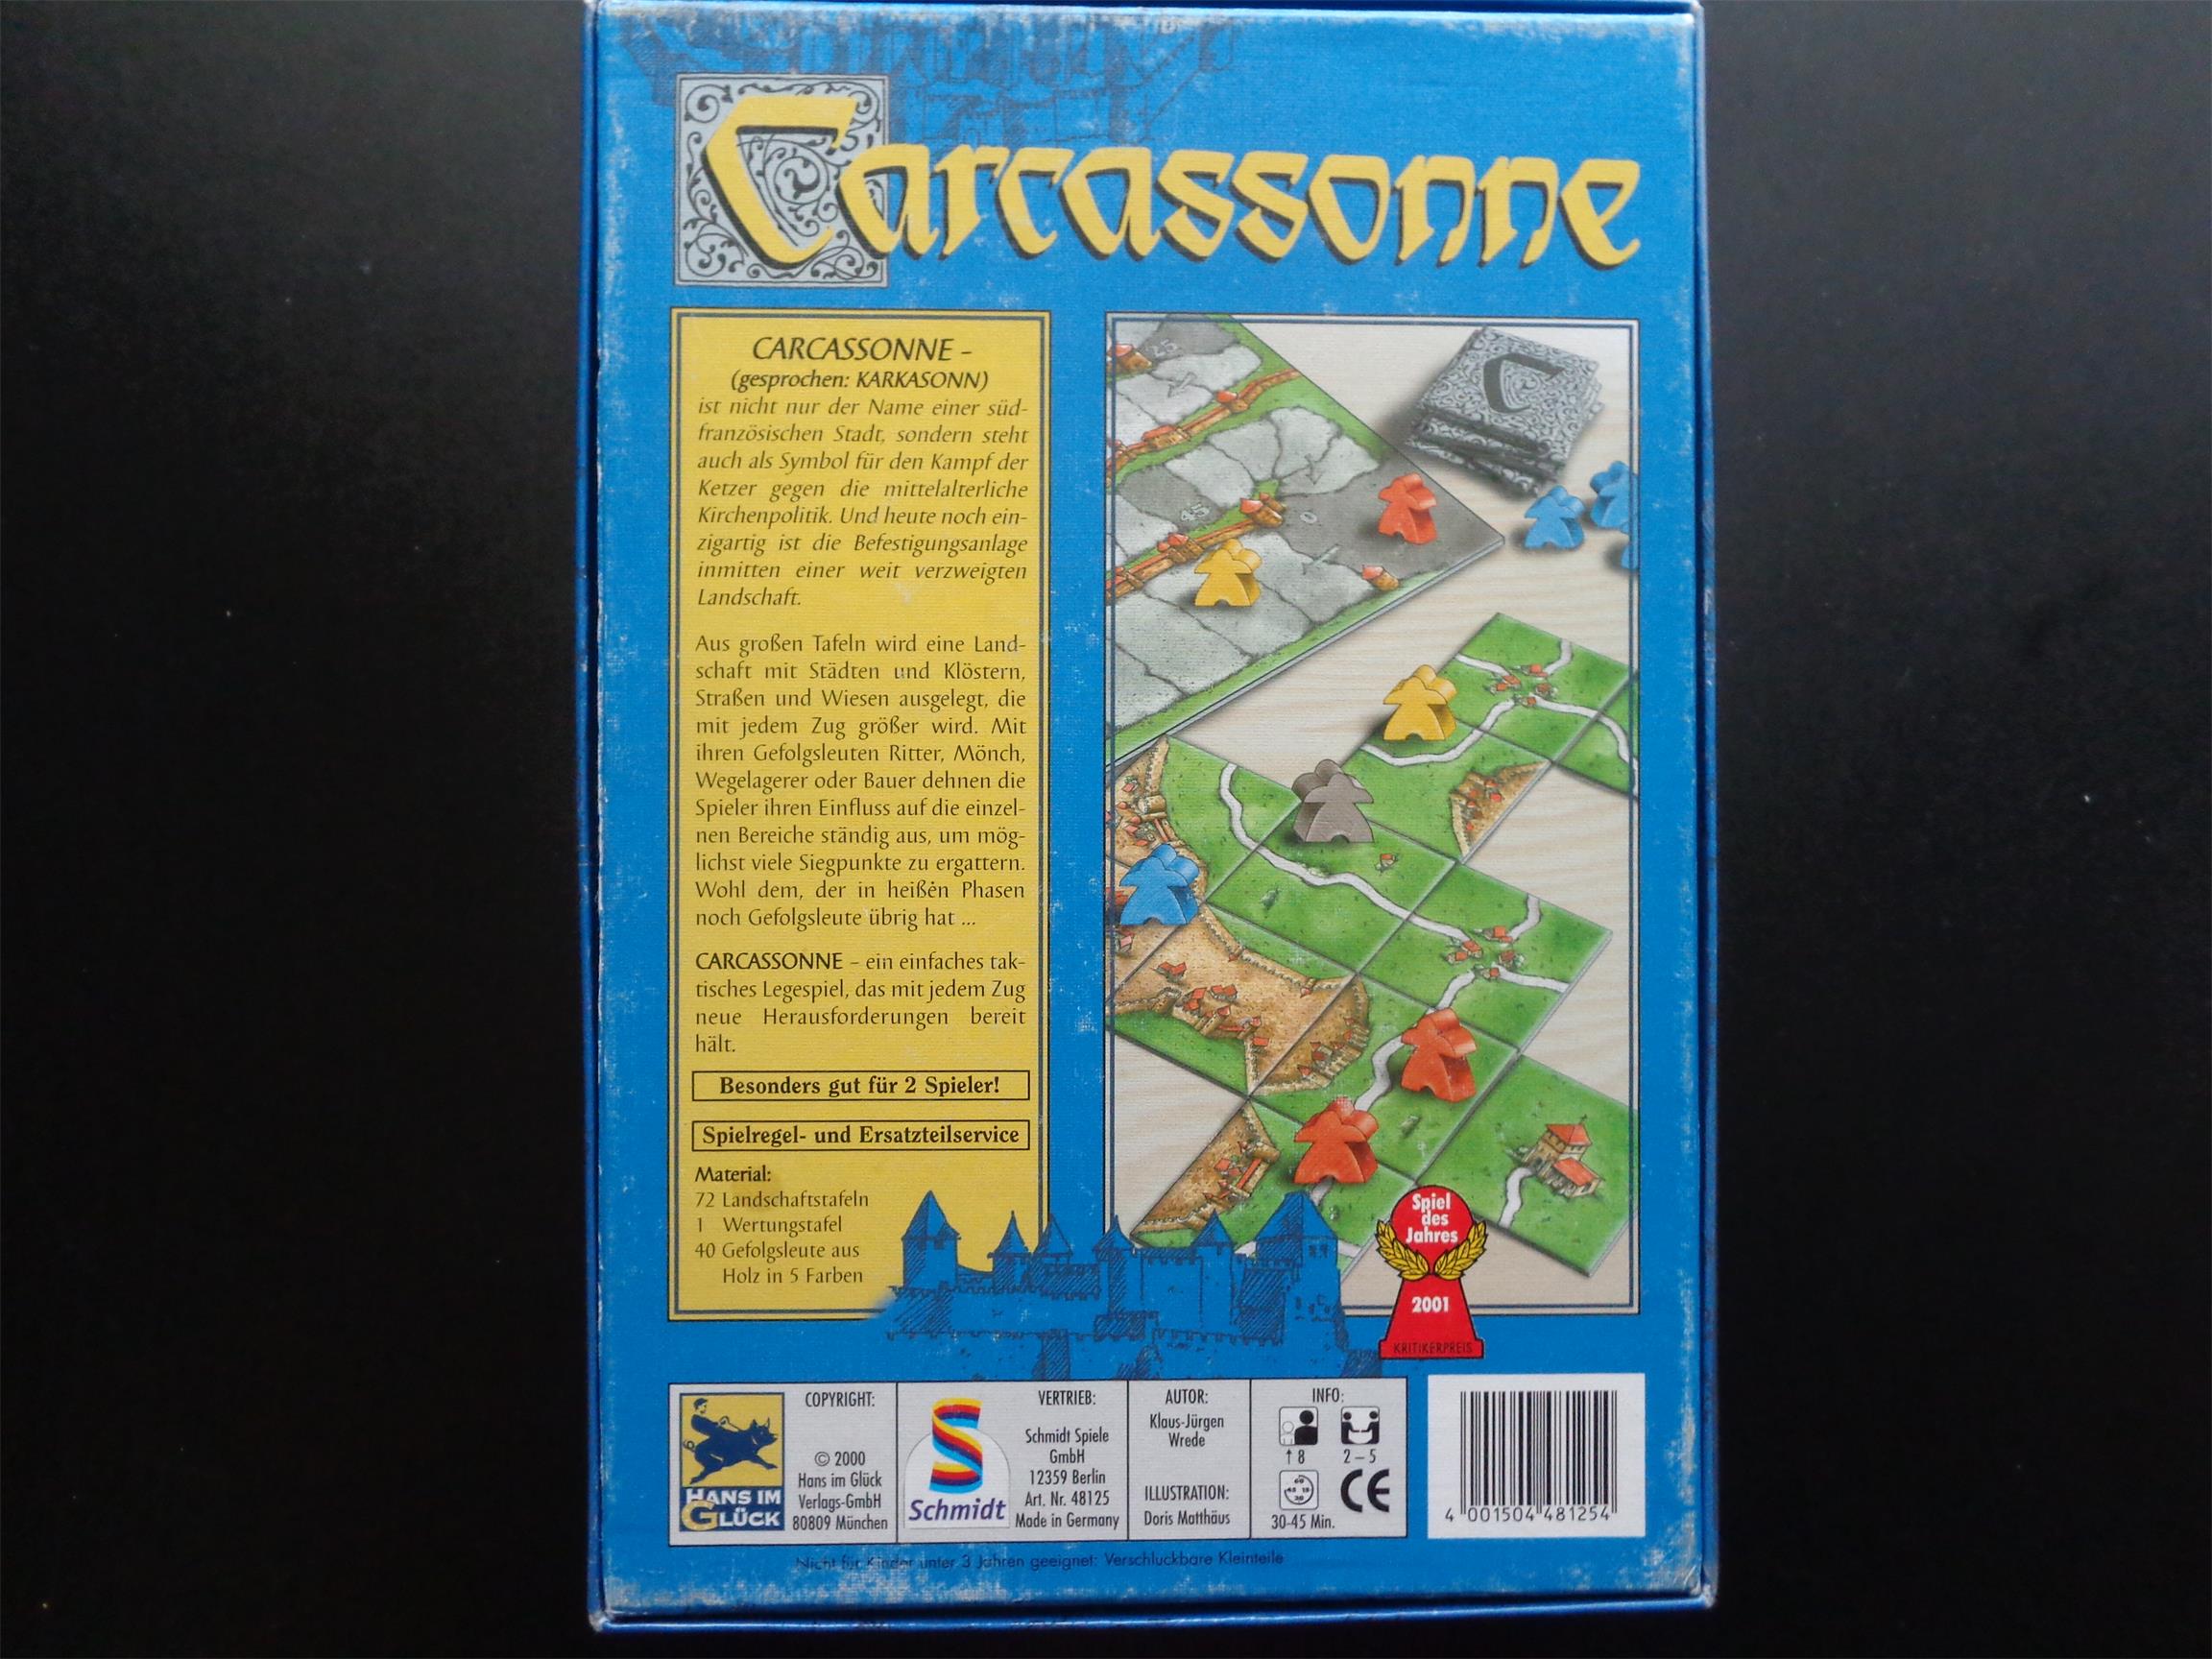 Carcassonne
CARCASSONNE –
(gesprochen: KARKASONN)
ist nicht nur der Name einer süd-
französischen Stadt, sondern steht
auch als Symbol für den Kampf der
Ketzer gegen die mittelalterliche
Kirchenpolitik. Und heute noch ein-
zigartig ist die Befestigungsanlage
inmitten einer weit verzweigten
Landschaft.
Aus großen Tafeln wird eine Land-
schaft mit Städten und Klöstern,
Straßen und Wiesen ausgelegt, die
mit jedem Zug größer wird. Mit
ihren Gefolgsleuten Ritter, Mönch,
Wegelagerer oder Bauer dehnen die
Spieler ihren Einfluss auf die einzel-
nen Bereiche ständig aus, um mög-
lichst viele Siegpunkte zu ergattern.
Wohl dem, der in heißen Phasen
noch Gefolgsleute übrig hat ...
CARCASSONNE – ein einfaches tak-
tisches Legespiel, das mit jedem Zug
neue Herausforderungen bereit
hält.
Besonders gut für 2 Spieler!
Spielregel- und Ersatzteilservice
Material:
72 Landschaftstafeln
1 Wertungstafel
40 Gefolgsleute aus
Holz in 5 Farben
C
45
0
Spiel
des
Jahres
2001
KRITIKERPREIS
HANS IM
GLÜCK
COPYRIGHT:
© 2000
Hans im Glück
Verlags-GmbH
80809 München
Schmidt
VERTRIEB:
Schmidt Spiele
GmbH
12359 Berlin
Art. Nr. 48125
Made in Germany
AUTOR:
Klaus-Jürgen
Wrede
ILLUSTRATION:
Doris Matthäus
INFO:
↑ 8
2 – 5
60
45 15
30
30-45 Min.
CE
4 001504 481254
Nicht für Kinder unter 3 Jahren geeignet: Verschluckbare Kleinteile